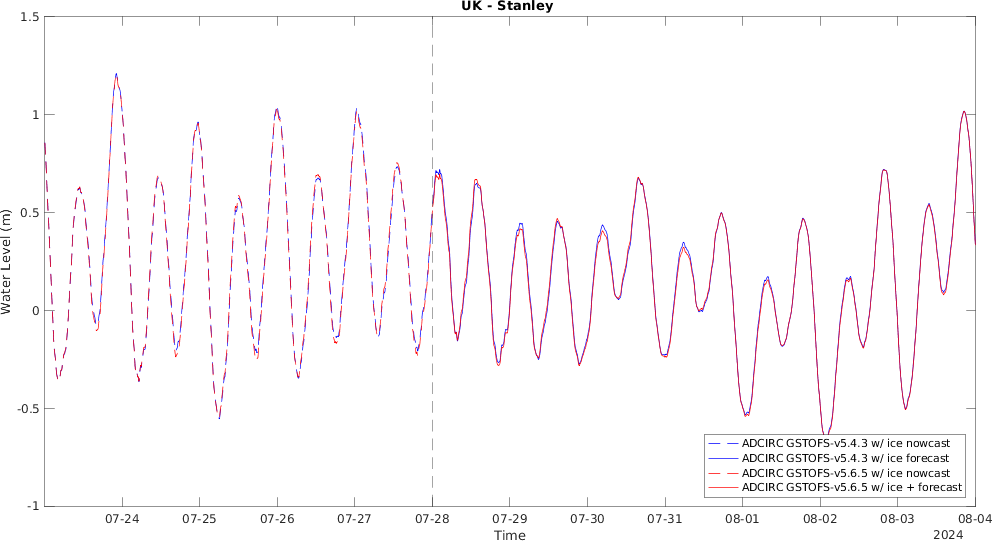 UK - Stanley
1.5
1
0.5
0
-0.5
-1
Water Level (m)
ADCIRC GSTOFS-v5.4.3 w/ ice nowcast
ADCIRC GSTOFS-v5.4.3 w/ ice forecast
ADCIRC GSTOFS-v5.6.5 w/ ice nowcast
ADCIRC GSTOFS-v5.6.5 w/ ice + forecast
07-24 07-25 07-26 07-27 07-28 07-29 07-30 07-31 08-01 08-02 08-03 08-04
Time
2024